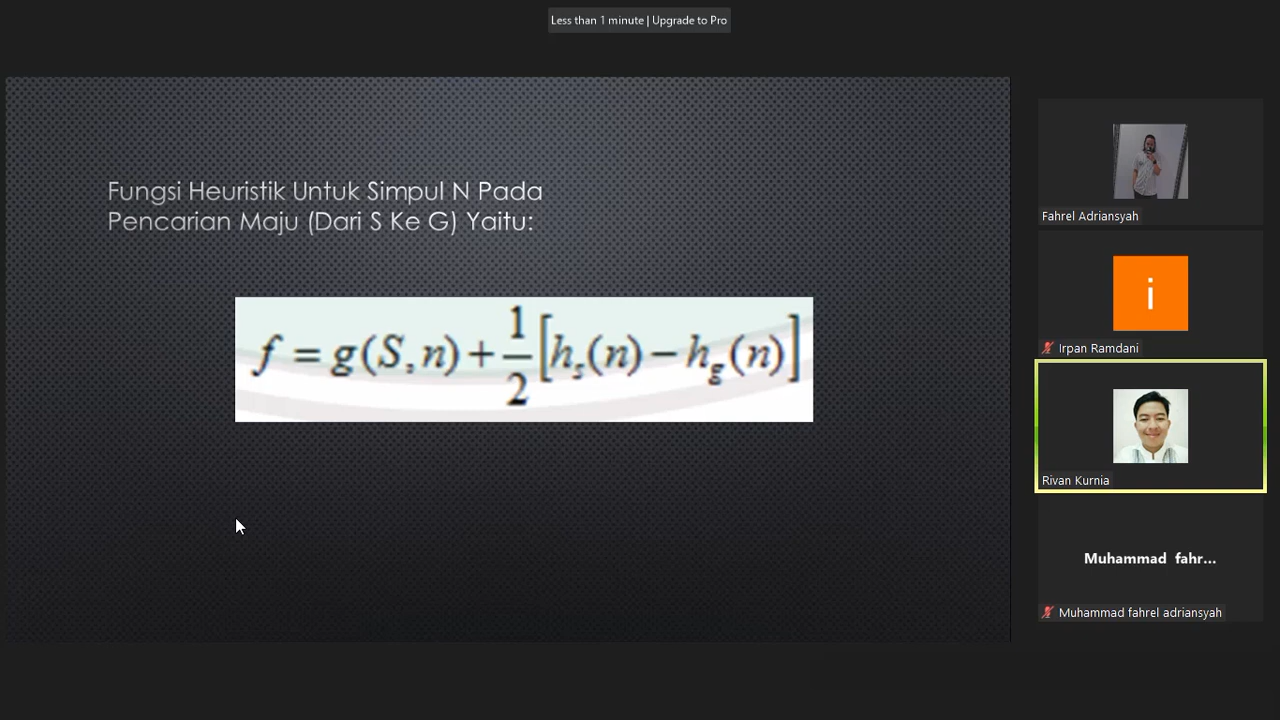 Less than 1 minute | Upgrade to Pro
Fungsi Heuristik Untuk Simpul N Pada
Pencarian Maju (Dari S Ke G) Yaitu:
f = g(S,n) + 1/2 [h_s(n) − h_g(n)]
Fahrel Adriansyah
i
Irpan Ramdani
Rivan Kurnia
Muhammad fahr...
Muhammad fahrel adriansyah